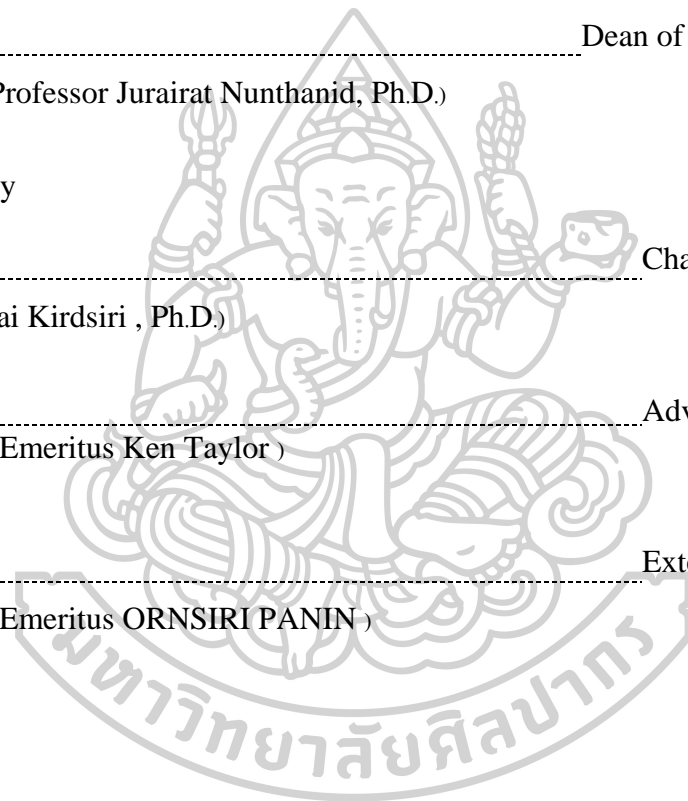 Dean of
Professor Jurairat Nunthanid, Ph.D.)
y
Cha
ai Kirdsiri , Ph.D.)
Adv
Emeritus Ken Taylor )
Exte
Emeritus ORNSIRI PANIN )
มหาวิทยาลัยศิลปากร